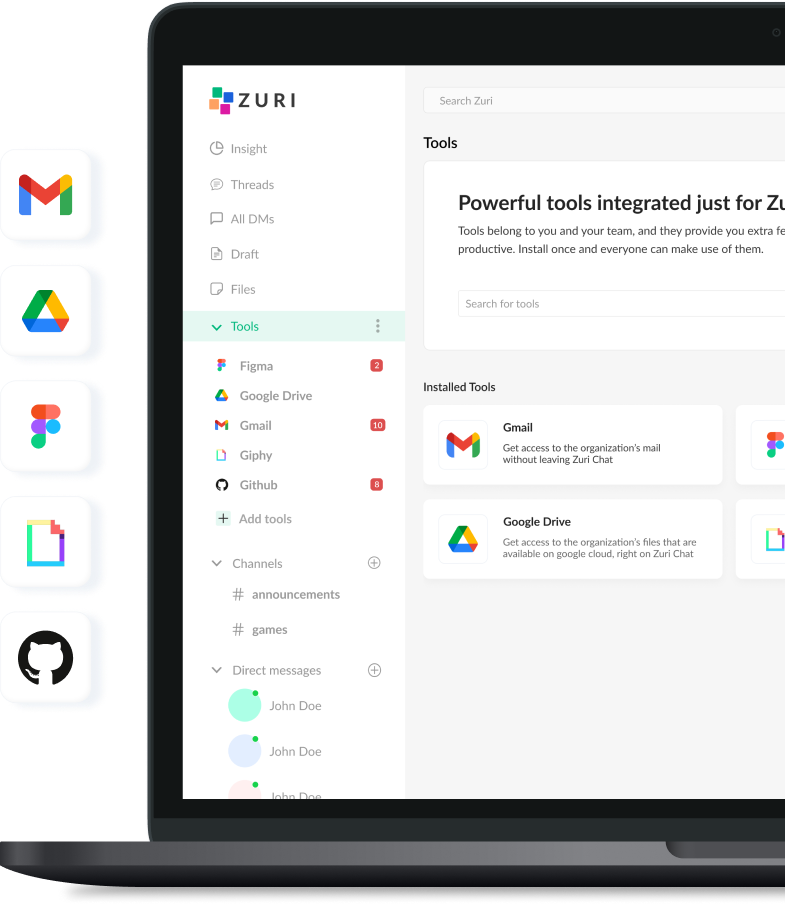 ZURI
Insight
Threads
All DMs
Draft
Files
Tools
Figma 2
Google Drive
Gmail 10
Giphy
Github 8
Add tools
Channels
# announcements
# games
Direct messages
John Doe
John Doe
John Doe
Search Zuri
Tools
Powerful tools integrated just for Zu
Tools belong to you and your team, and they provide you extra fe
productive. Install once and everyone can make use of them.
Search for tools
Installed Tools
Gmail
Get access to the organization's mail
without leaving Zuri Chat
Google Drive
Get access to the organization's files that are
available on google cloud, right on Zuri Chat